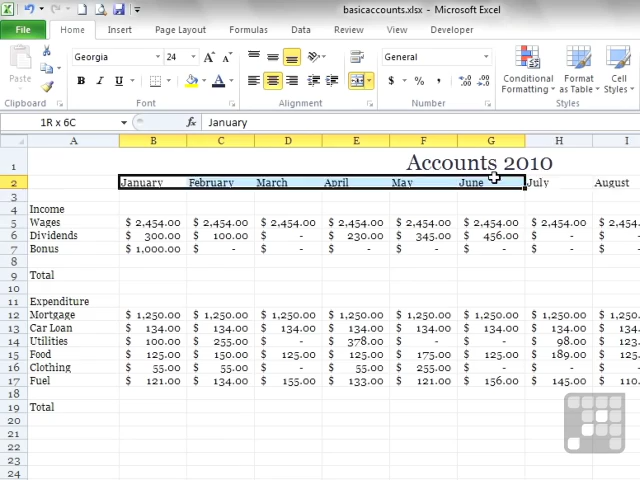 basicaccounts.xlsx - Microsoft Excel
File Home Insert Page Layout Formulas Data Review View
Paste Georgia 24 A A General Conditional Formatting Format as Table Cell Styles
B I U A $ % , .0 .00 .00 .0
Clipboard Font Alignment Number Styles
1R x 6C fx January
A B C D E F G H I
1 Accounts 2010
2 January February March April May June July August
3
4 Income
5 Wages $ 2,454.00 $ 2,454.00 $ 2,454.00 $ 2,454.00 $ 2,454.00 $ 2,454.00 $ 2,454.00 $ 2,454
6 Dividends $ 300.00 $ 100.00 $ - $ 230.00 $ 345.00 $ 456.00 $ - $ -
7 Bonus $ 1,000.00 $ - $ - $ - $ - $ - $ - $ -
8
9 Total
10
11 Expenditure
12 Mortgage $ 1,250.00 $ 1,250.00 $ 1,250.00 $ 1,250.00 $ 1,250.00 $ 1,250.00 $ 1,250.00 $ 1,250
13 Car Loan $ 134.00 $ 134.00 $ 134.00 $ 134.00 $ 134.00 $ 134.00 $ 134.00 $ 134.
14 Utilities $ 100.00 $ 255.00 $ - $ 378.00 $ - $ - $ 98.00 $ 123.
15 Food $ 125.00 $ 150.00 $ 125.00 $ 125.00 $ 175.00 $ 125.00 $ 189.00 $ 125.
16 Clothing $ 55.00 $ 55.00 $ - $ 55.00 $ 255.00 $ - $ - $ -
17 Fuel $ 121.00 $ 134.00 $ 155.00 $ 133.00 $ 121.00 $ 156.00 $ 145.00 $ 110.
18
19 Total
20
21
22
23
24